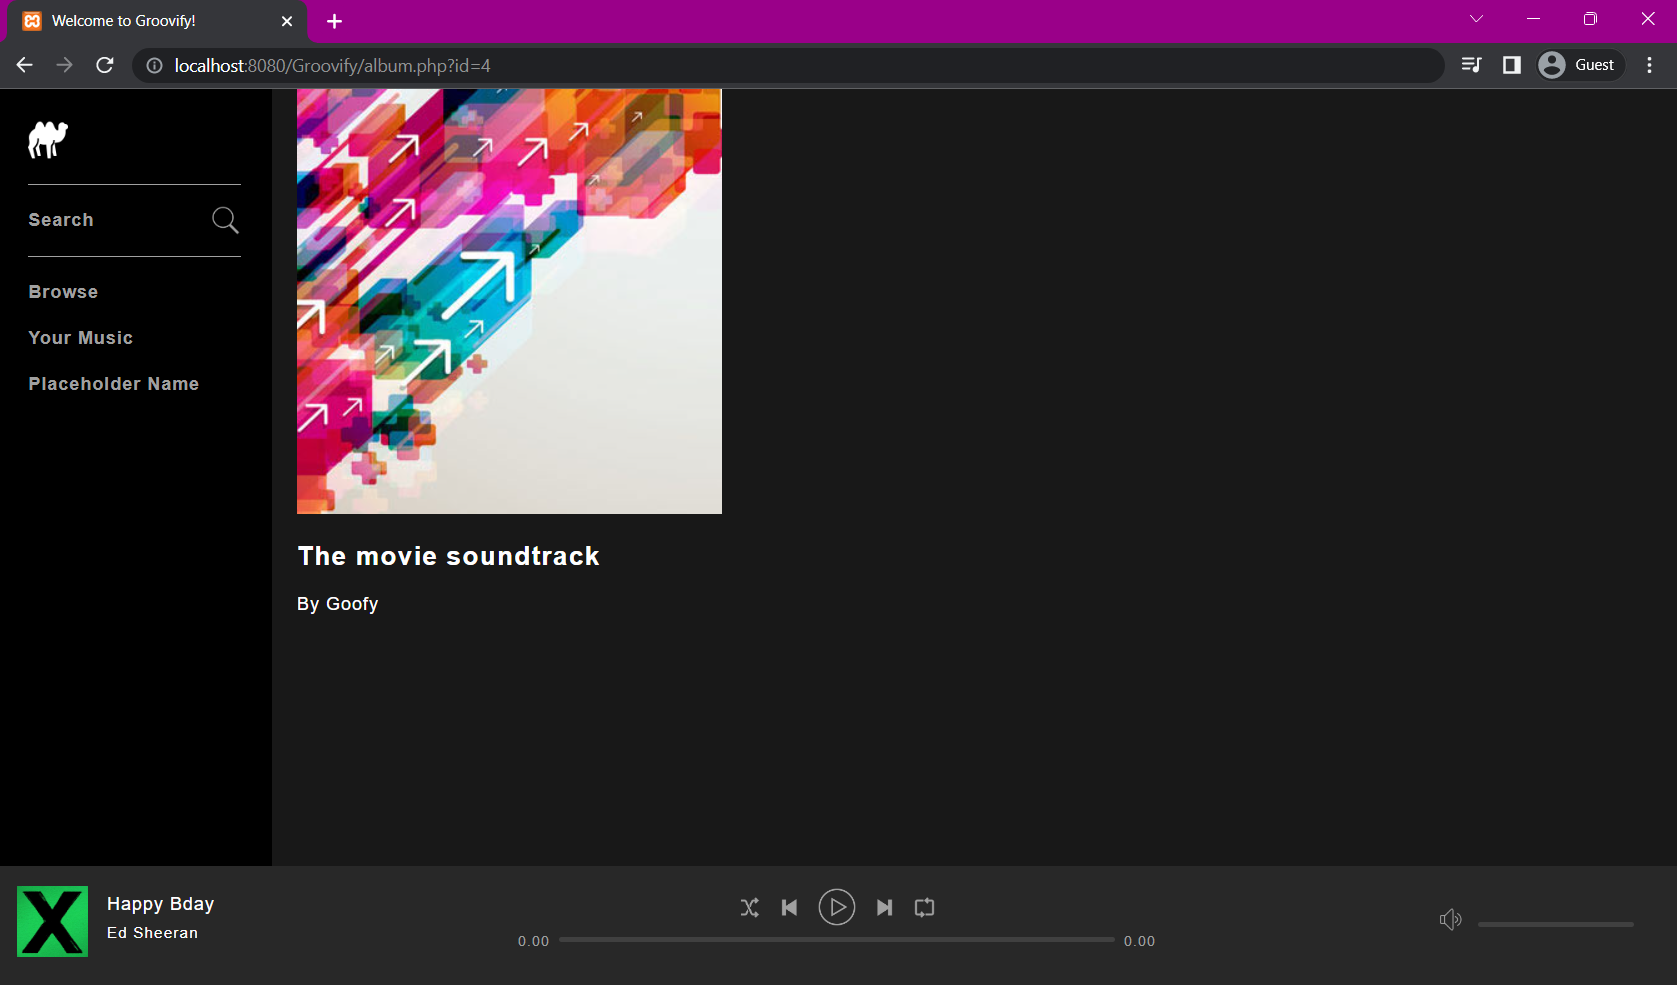 Welcome to Groovify!
localhost:8080/Groovify/album.php?id=4
Guest
Search
Browse
Your Music
Placeholder Name
The movie soundtrack
By Goofy
Happy Bday
Ed Sheeran
0.00
0.00